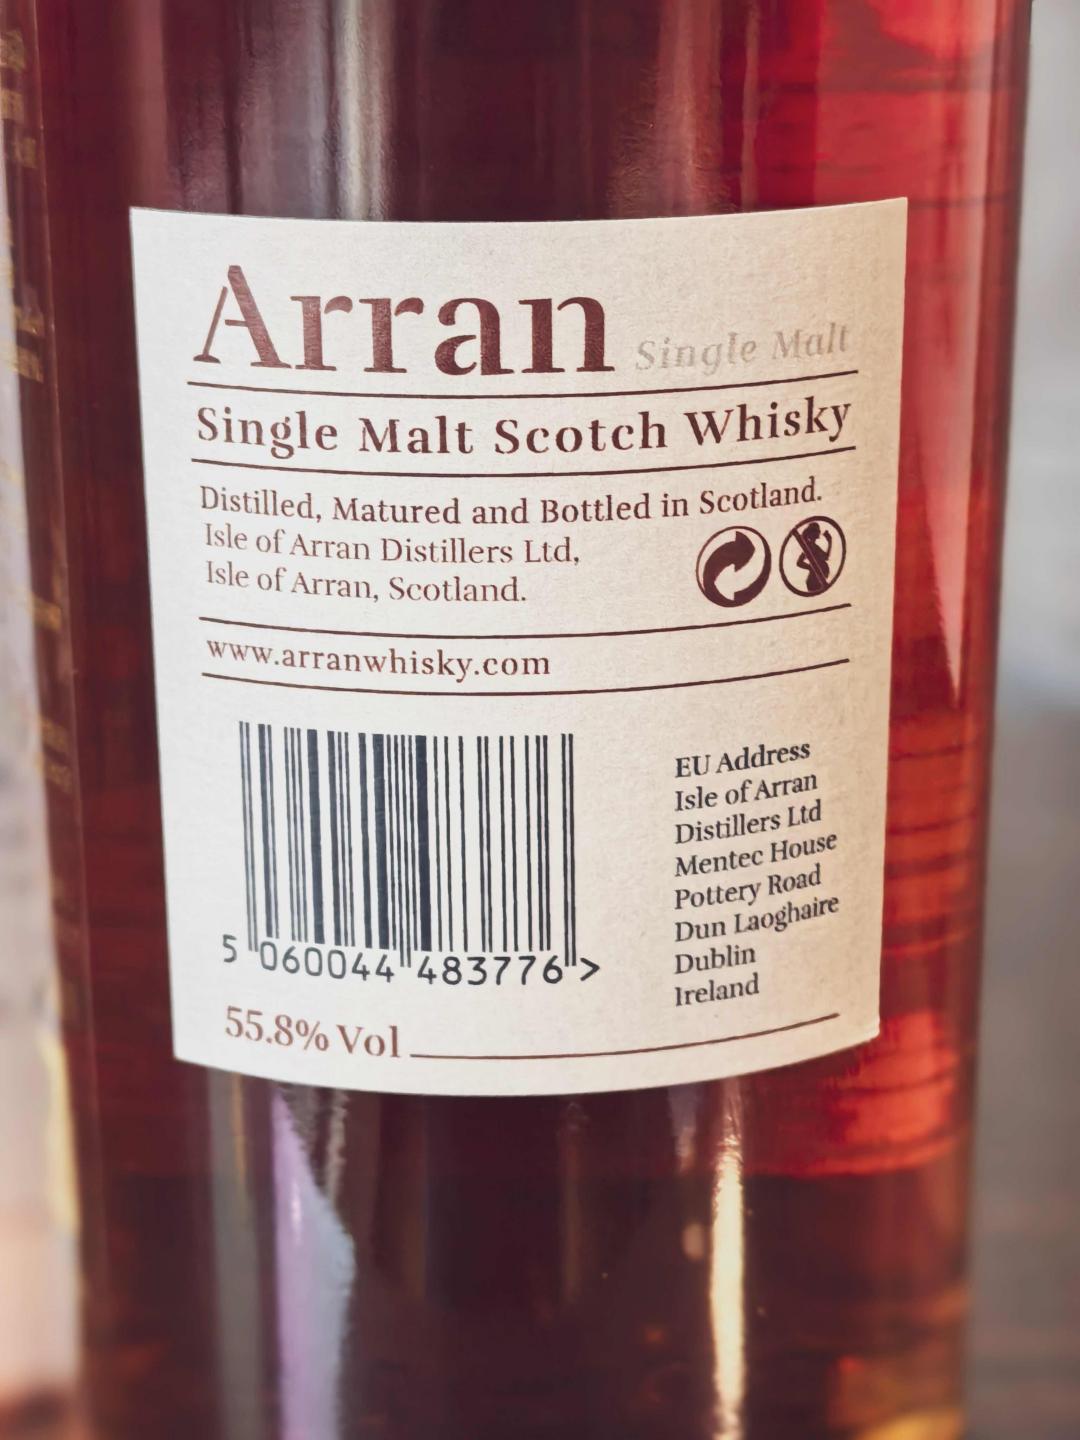 Arran Single Malt
Single Malt Scotch Whisky
Distilled, Matured and Bottled in Scotland.
Isle of Arran Distillers Ltd,
Isle of Arran, Scotland.
www.arranwhisky.com
5 060044 483776 >
EU Address
Isle of Arran
Distillers Ltd
Mentec House
Pottery Road
Dun Laoghaire
Dublin
Ireland
55.8% Vol